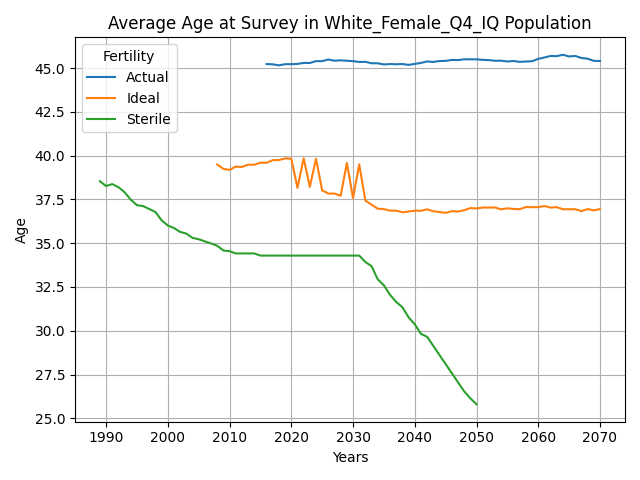 Average Age at Survey in White_Female_Q4_IQ Population
Fertility
Actual
Ideal
Sterile
Age
45.0
42.5
40.0
37.5
35.0
32.5
30.0
27.5
25.0
1990 2000 2010 2020 2030 2040 2050 2060 2070
Years